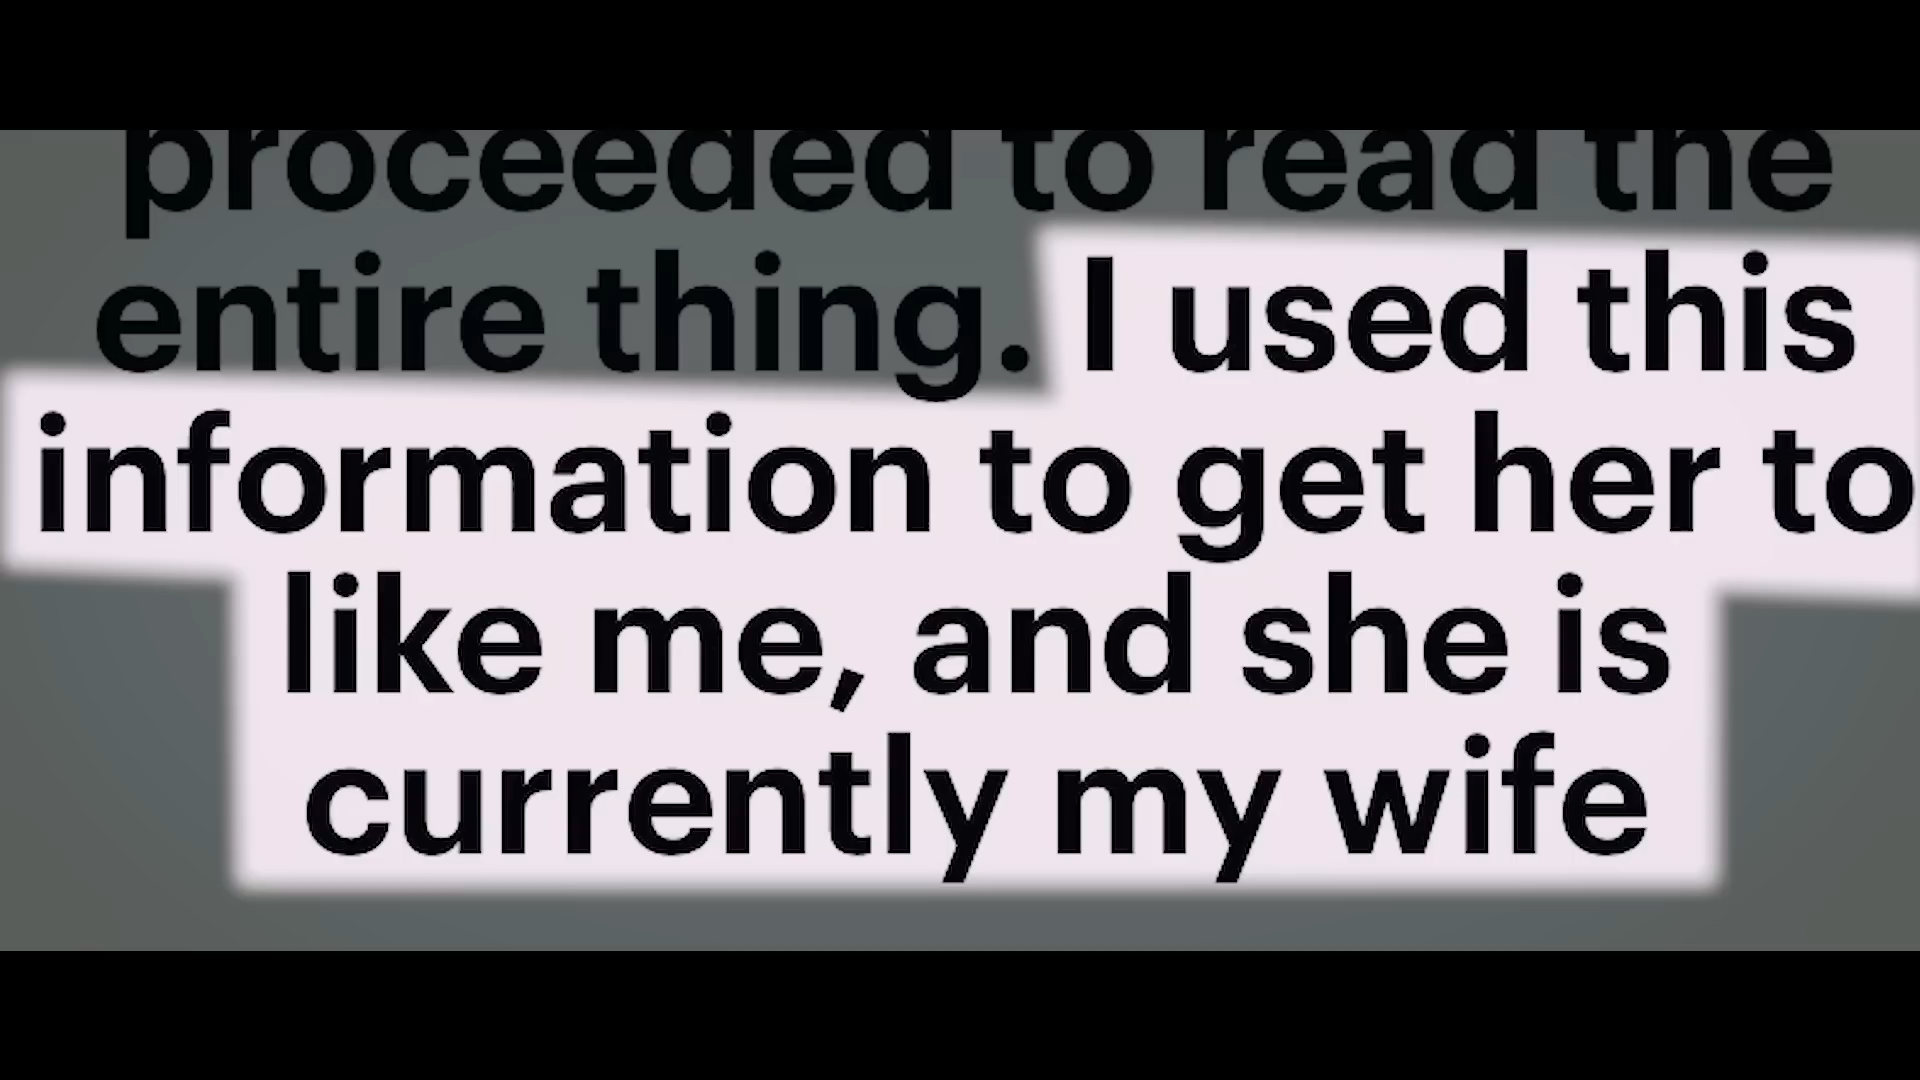 proceeded to read the
entire thing. I used this
information to get her to
like me, and she is
currently my wife